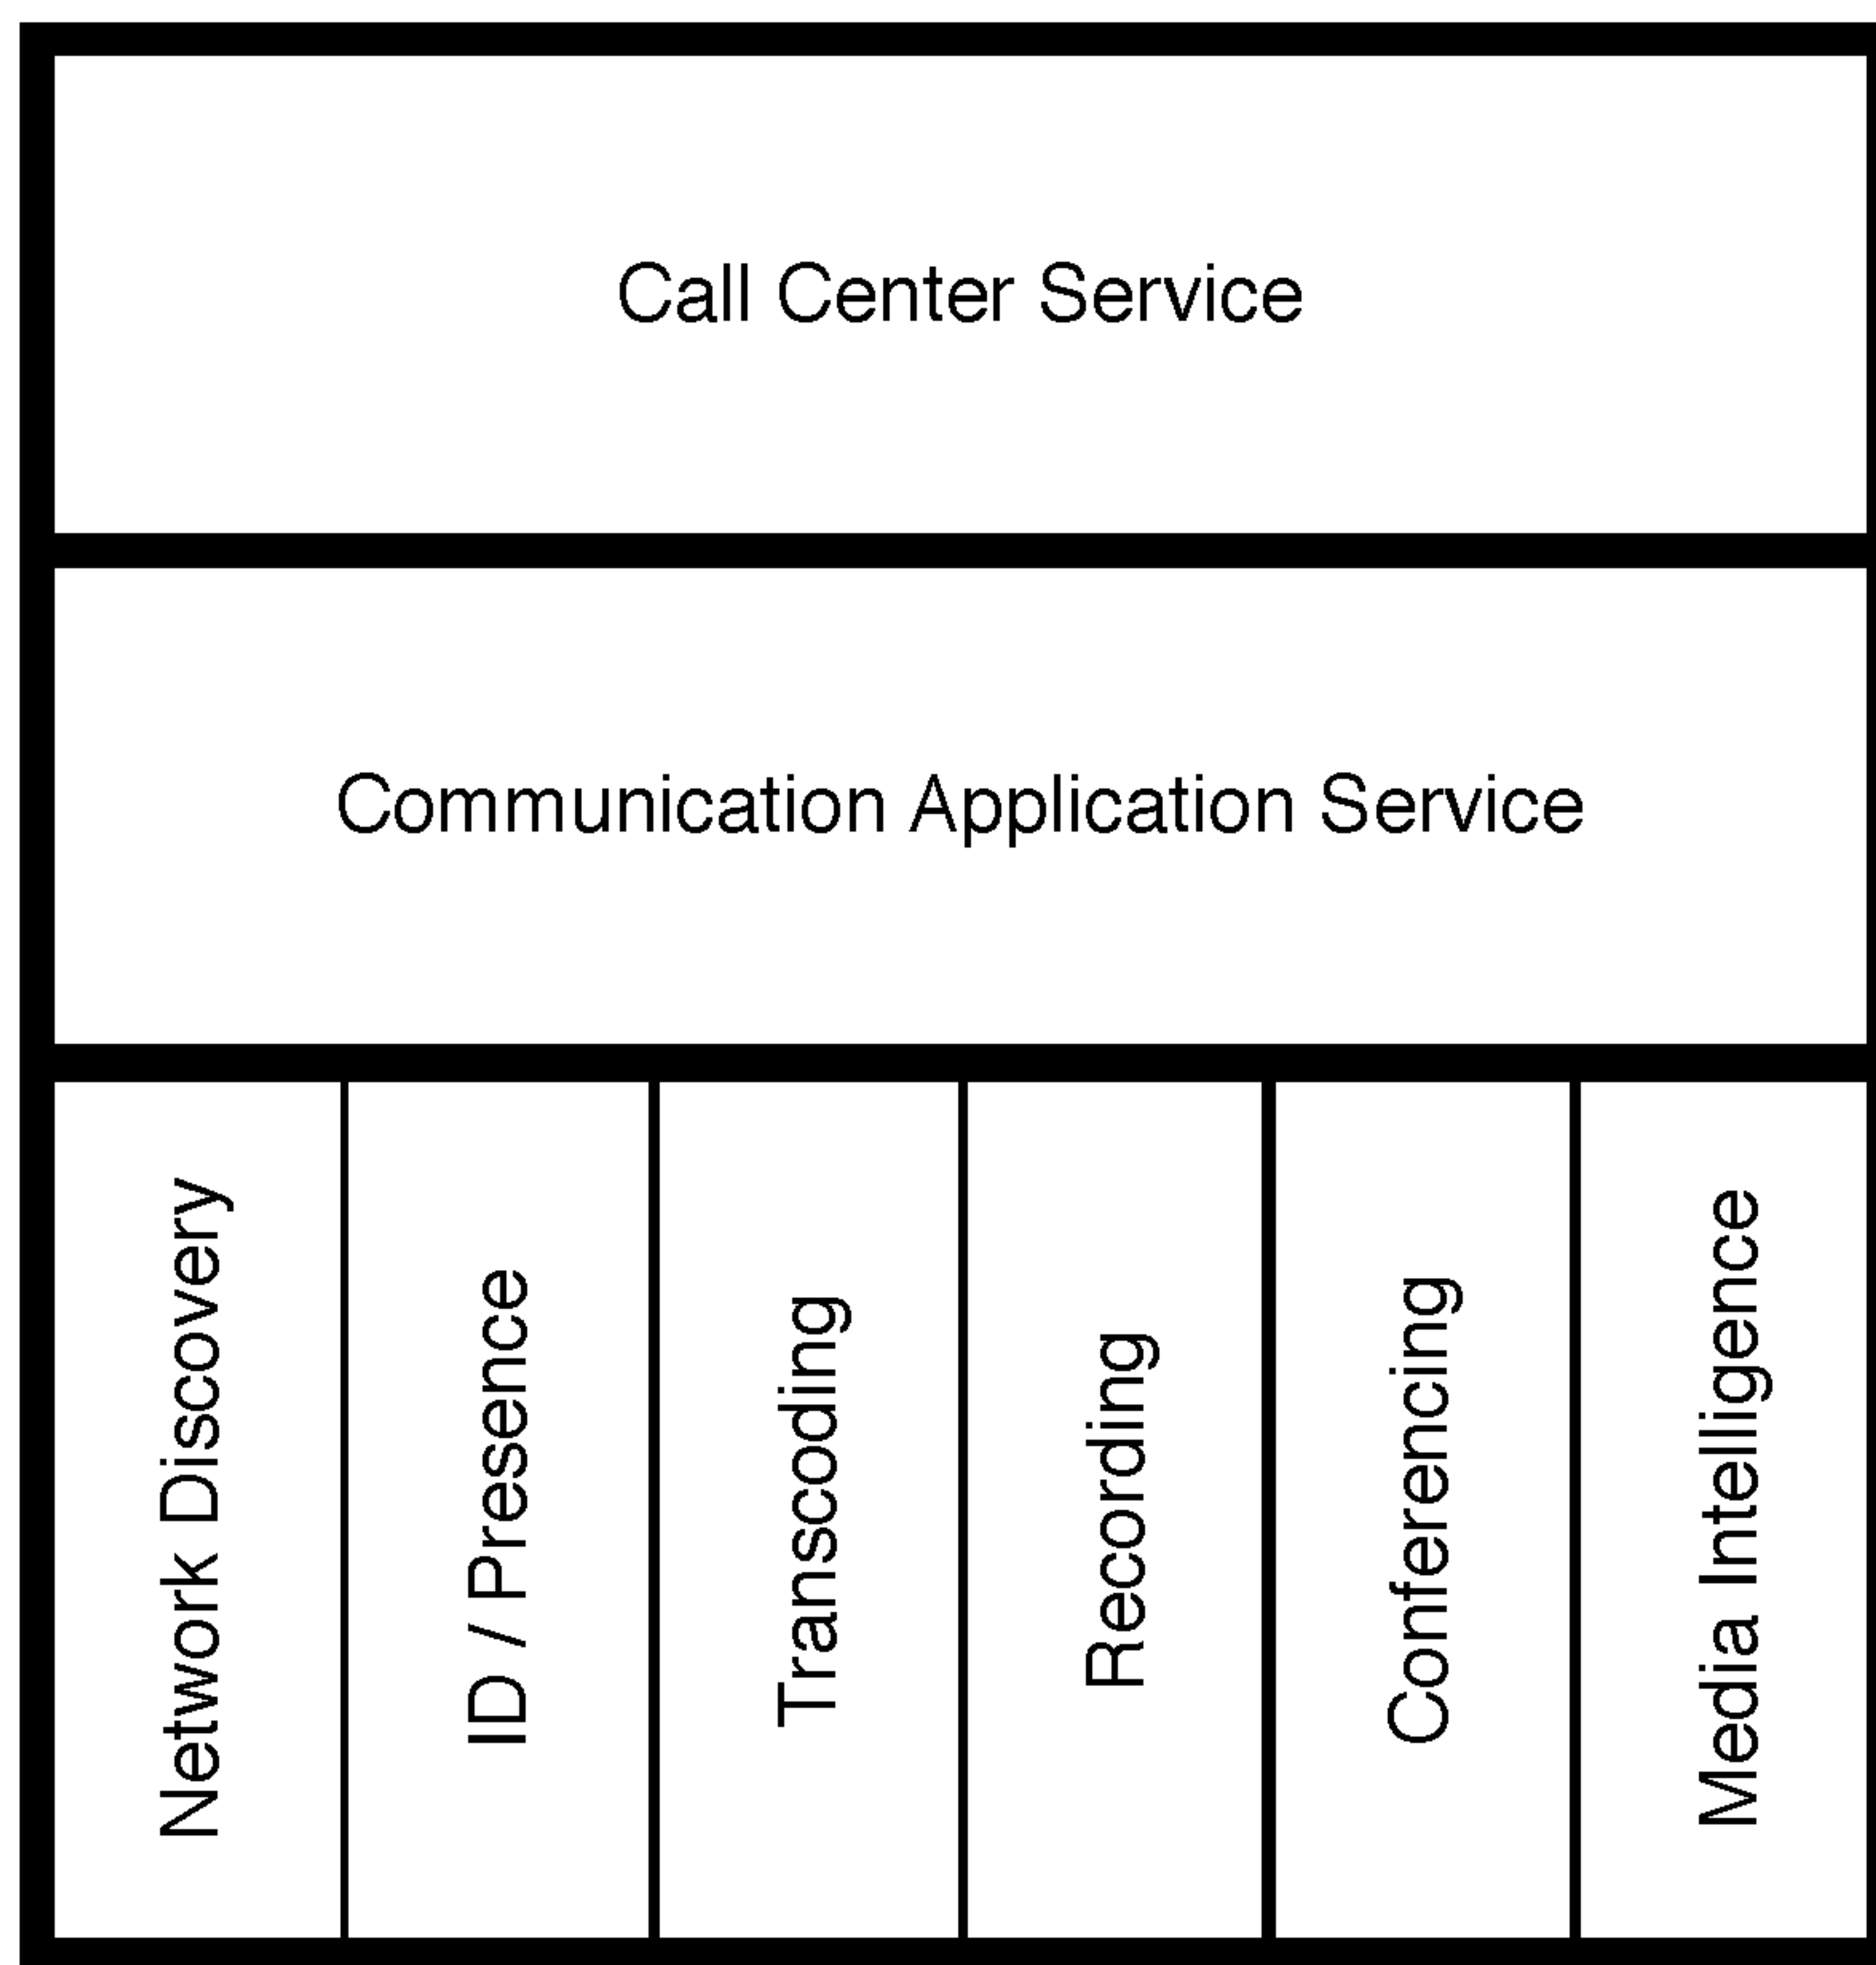 Call Center Service
Communication Application Service
Network Discovery
ID / Presence
Transcoding
Recording
Conferencing
Media Intelligence